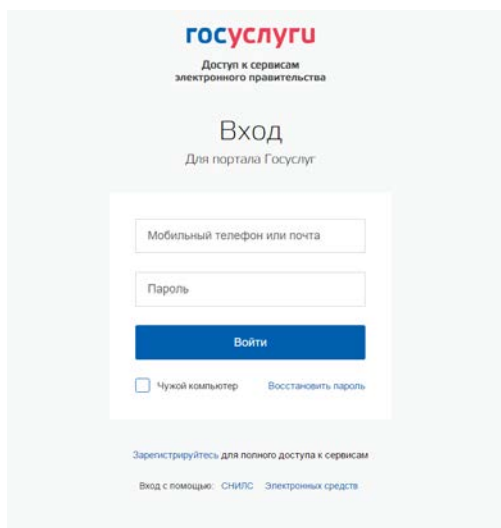 госуслуги
Доступ к сервисам
электронного правительства
Вход
Для портала Госуслуг
Мобильный телефон или почта
Пароль
Войти
Чужой компьютер Восстановить пароль
Зарегистрируйтесь для полного доступа к сервисам
Вход с помощью: СНИЛС Электронных средств